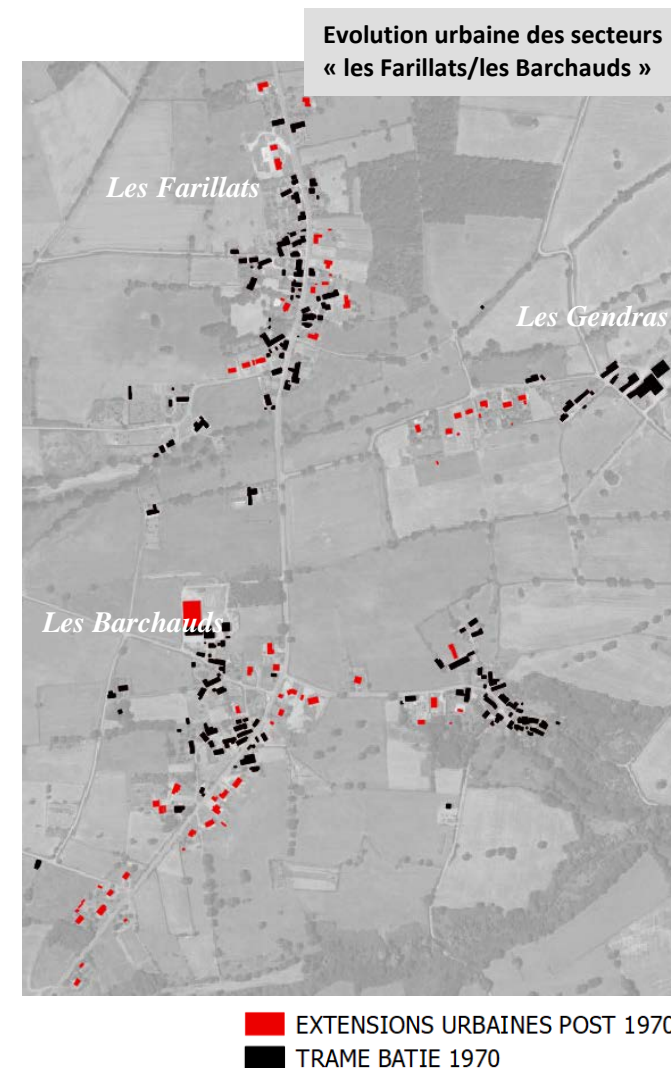 Evolution urbaine des secteurs
« les Farillats/les Barchauds »
Les Farillats
Les Gendras
Les Barchauds
EXTENSIONS URBAINES POST 1970
TRAME BATIE 1970